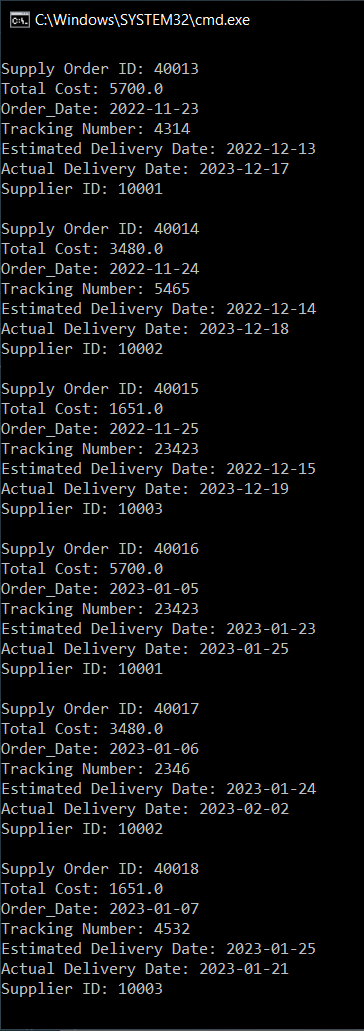 C:\Windows\SYSTEM32\cmd.exe
Supply Order ID: 40013
Total Cost: 5700.0
Order_Date: 2022-11-23
Tracking Number: 4314
Estimated Delivery Date: 2022-12-13
Actual Delivery Date: 2023-12-17
Supplier ID: 10001
Supply Order ID: 40014
Total Cost: 3480.0
Order_Date: 2022-11-24
Tracking Number: 5465
Estimated Delivery Date: 2022-12-14
Actual Delivery Date: 2023-12-18
Supplier ID: 10002
Supply Order ID: 40015
Total Cost: 1651.0
Order_Date: 2022-11-25
Tracking Number: 23423
Estimated Delivery Date: 2022-12-15
Actual Delivery Date: 2023-12-19
Supplier ID: 10003
Supply Order ID: 40016
Total Cost: 5700.0
Order_Date: 2023-01-05
Tracking Number: 23423
Estimated Delivery Date: 2023-01-23
Actual Delivery Date: 2023-01-25
Supplier ID: 10001
Supply Order ID: 40017
Total Cost: 3480.0
Order_Date: 2023-01-06
Tracking Number: 2346
Estimated Delivery Date: 2023-01-24
Actual Delivery Date: 2023-02-02
Supplier ID: 10002
Supply Order ID: 40018
Total Cost: 1651.0
Order_Date: 2023-01-07
Tracking Number: 4532
Estimated Delivery Date: 2023-01-25
Actual Delivery Date: 2023-01-21
Supplier ID: 10003